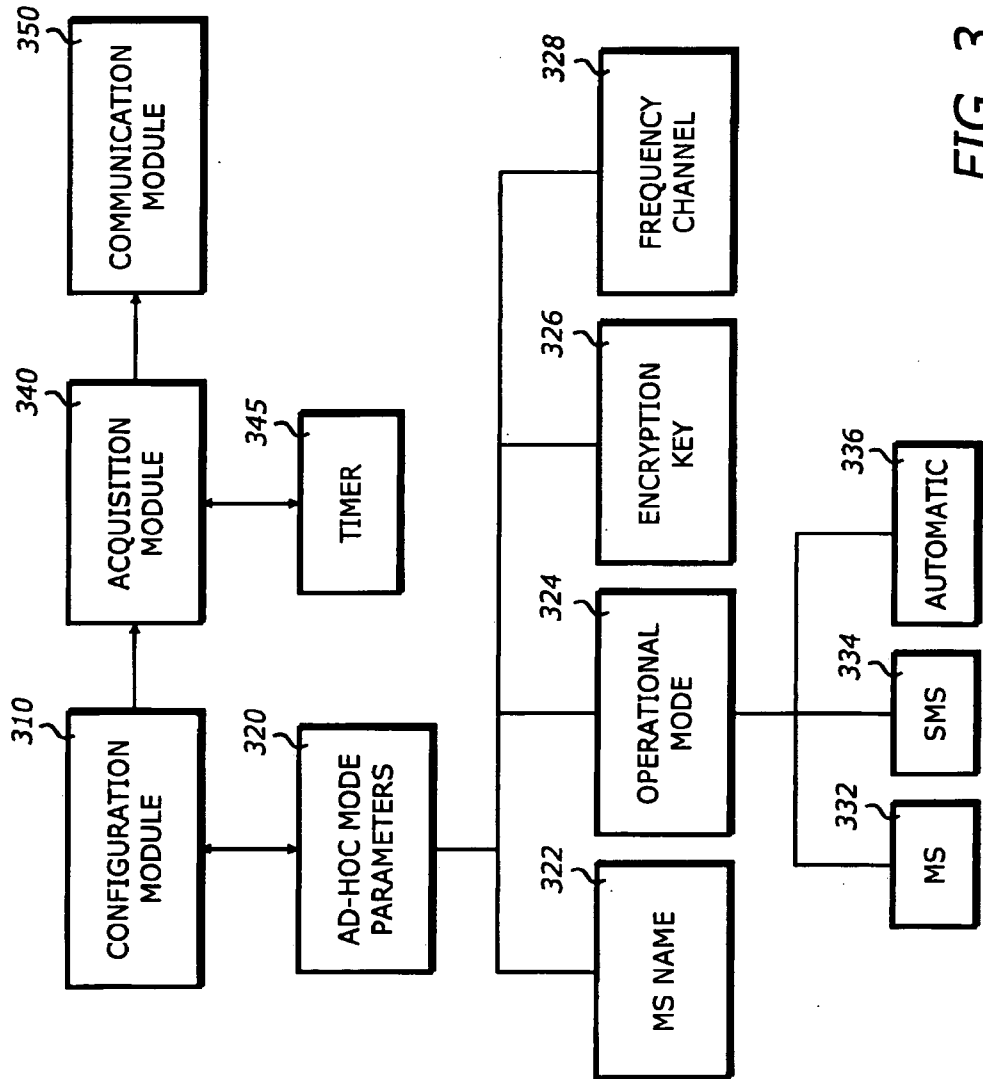 310
CONFIGURATION
MODULE
340
ACQUISITION
MODULE
350
COMMUNICATION
MODULE
320
AD-HOC MODE
PARAMETERS
345
TIMER
322
MS NAME
324
OPERATIONAL
MODE
326
ENCRYPTION
KEY
328
FREQUENCY
CHANNEL
332
MS
334
SMS
336
AUTOMATIC
FIG. 3